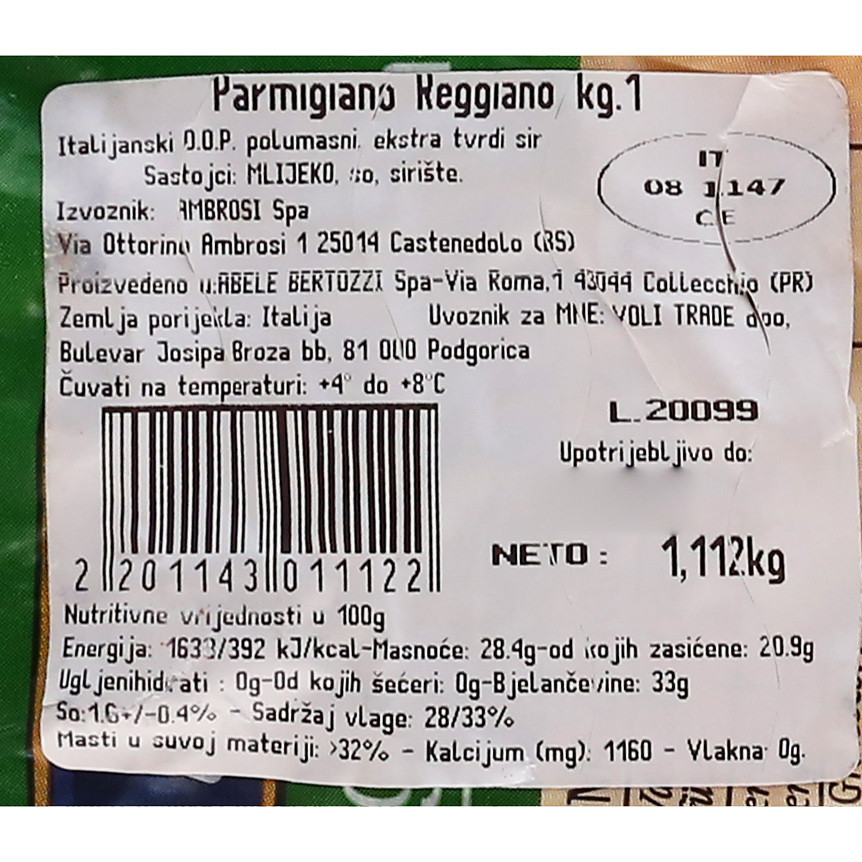 Parmigiano Reggiano kg.1
Italijanski D.O.P. polumasni. ekstra tvrdi sir
Sastojci: MLIJEKO, so, sirište.
IT
08 1147
CE
Izvoznik: AMBROSI Spa
Via Ottorino Ambrosi 1 25014 Castenedolo (BS)
Proizvedeno u:ABELE BERTOZZI Spa-Via Roma,1 43044 Collecchio (PR)
Zemlja porijekla: Italija Uvoznik za MNE: VOLI TRADE doo,
Bulevar Josipa Broza bb, 81 000 Podgorica
Čuvati na temperaturi: +4° do +8°C
L.20099
Upotrijebljivo do:
NETO : 1,112kg
2 201143 011122
Nutritivne vrijednosti u 100g
Energija: 1633/392 kJ/kcal-Masnoće: 28.4g-od kojih zasićene: 20.9g
Ugljenihidrati : 0g-Od kojih šećeri: 0g-Bjelančevine: 33g
So:1.6+/-0.4% - Sadržaj vlage: 28/33%
Masti u suvoj materiji: >32% - Kalcijum (mg): 1160 - Vlakna: 0g.